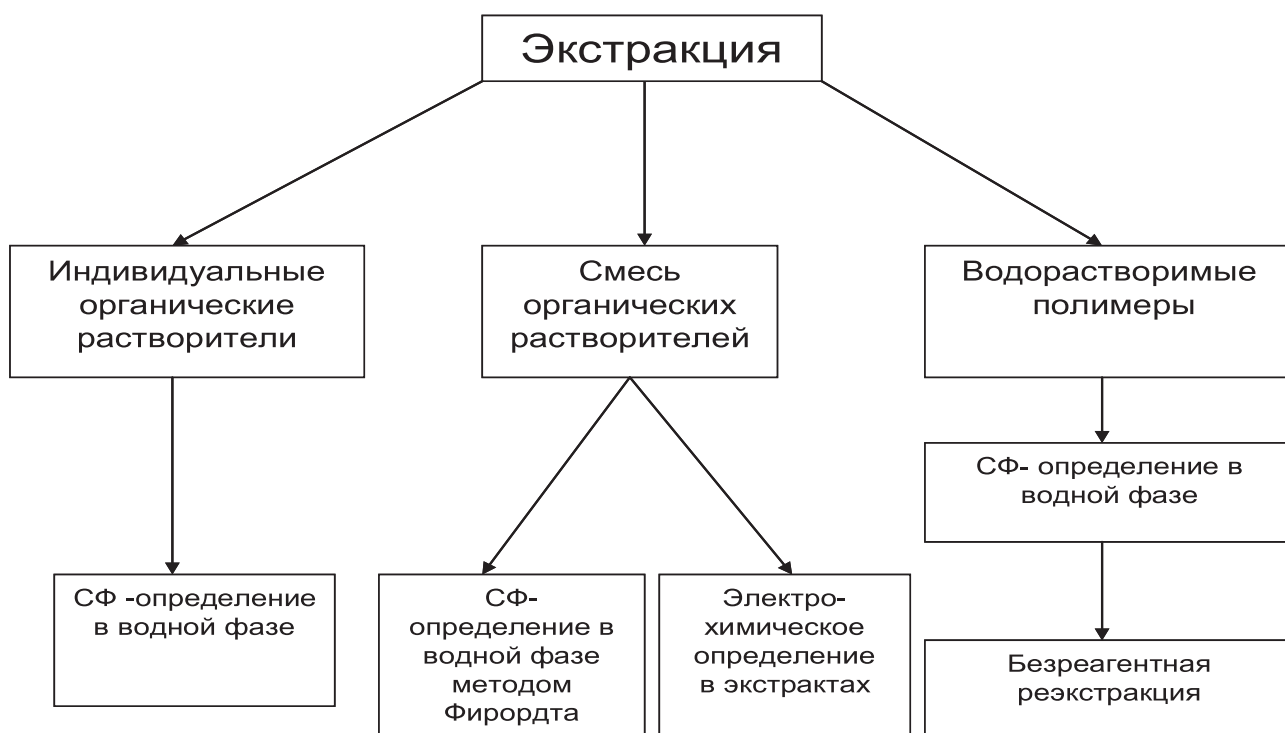 Экстракция
Индивидуальные
органические
растворители
Смесь
органических
растворителей
Водорастворимые
полимеры
СФ- определение в
водной фазе
СФ -определение
в водной фазе
СФ-
определение в
водной фазе
методом
Фирордта
Электро-
химическое
определение
в экстрактах
Безреагентная
реэкстракция